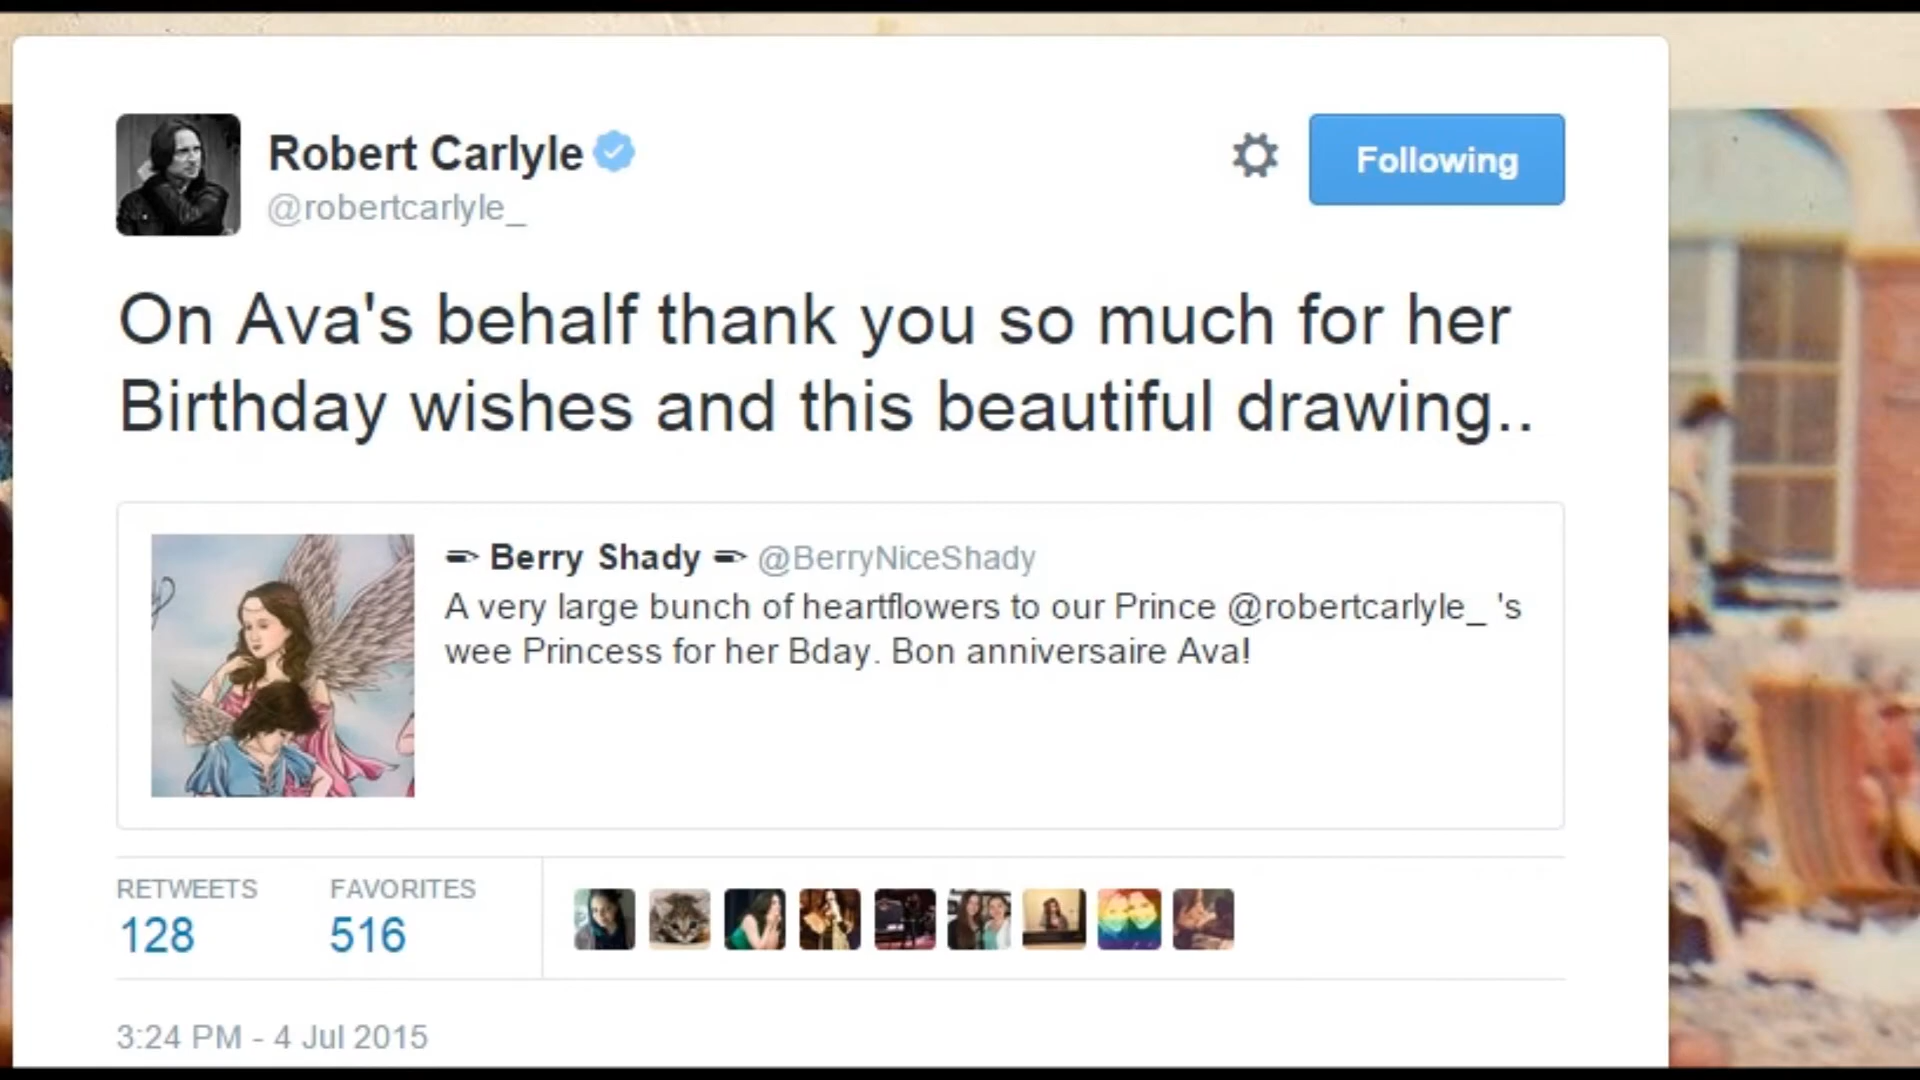 Robert Carlyle
@robertcarlyle_
Following
On Ava's behalf thank you so much for her
Birthday wishes and this beautiful drawing..
Berry Shady @BerryNiceShady
A very large bunch of heartflowers to our Prince @robertcarlyle_ 's
wee Princess for her Bday. Bon anniversaire Ava!
RETWEETS FAVORITES
128 516
3:24 PM - 4 Jul 2015